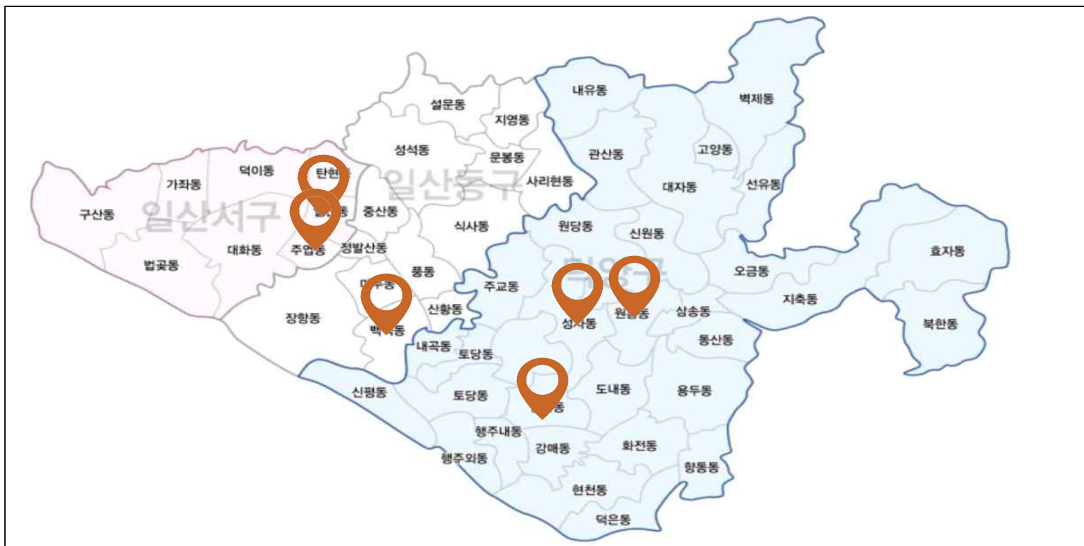 벽제동
내유동
설문동
지영동
성석동
문봉동
관산동
고양동
사리현동
대자동
선유동
덕이동
가좌동
구산동
일산서구
일산동구
중산동
식사동
원당동
신원동
대화동
주엽동
정발산동
법곶동
풍동
오금동
효자동
주교동
덕양구
지축동
산황동
장항동
삼송동
북한동
내곡동
토당동
동산동
신평동
토당동
도내동
용두동
행주내동
강매동
화전동
행주외동
향동동
현천동
덕은동